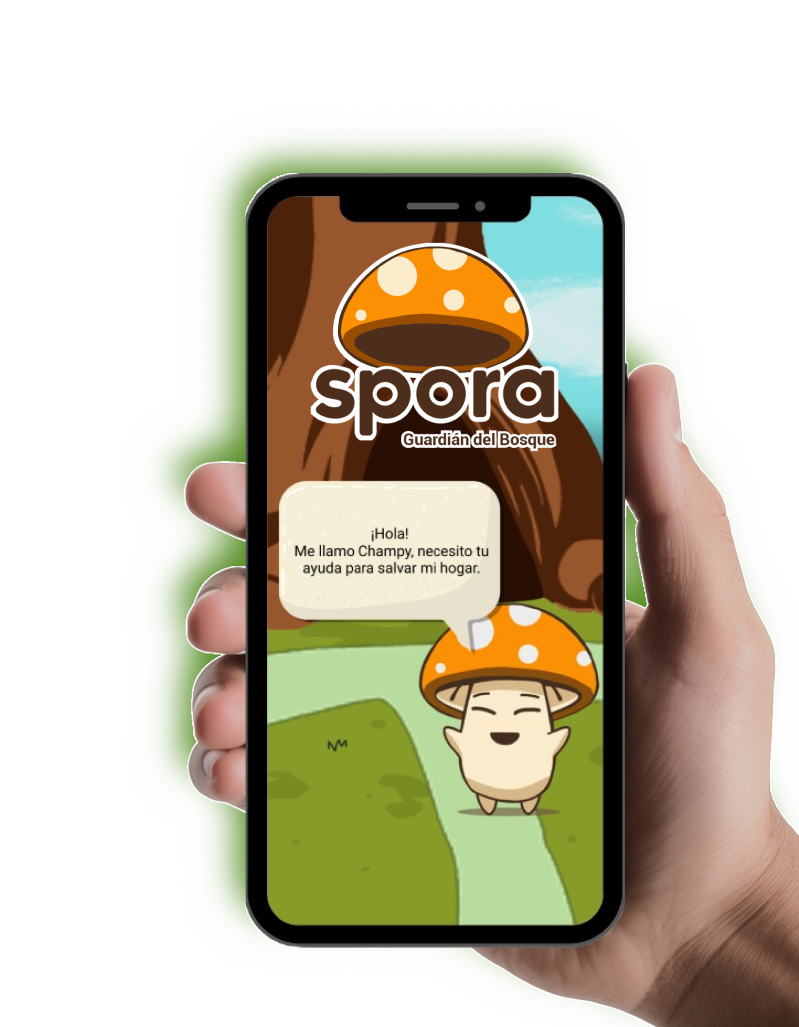 spora
Guardián del Bosque
¡Hola!
Me llamo Champy, necesito tu
ayuda para salvar mi hogar.